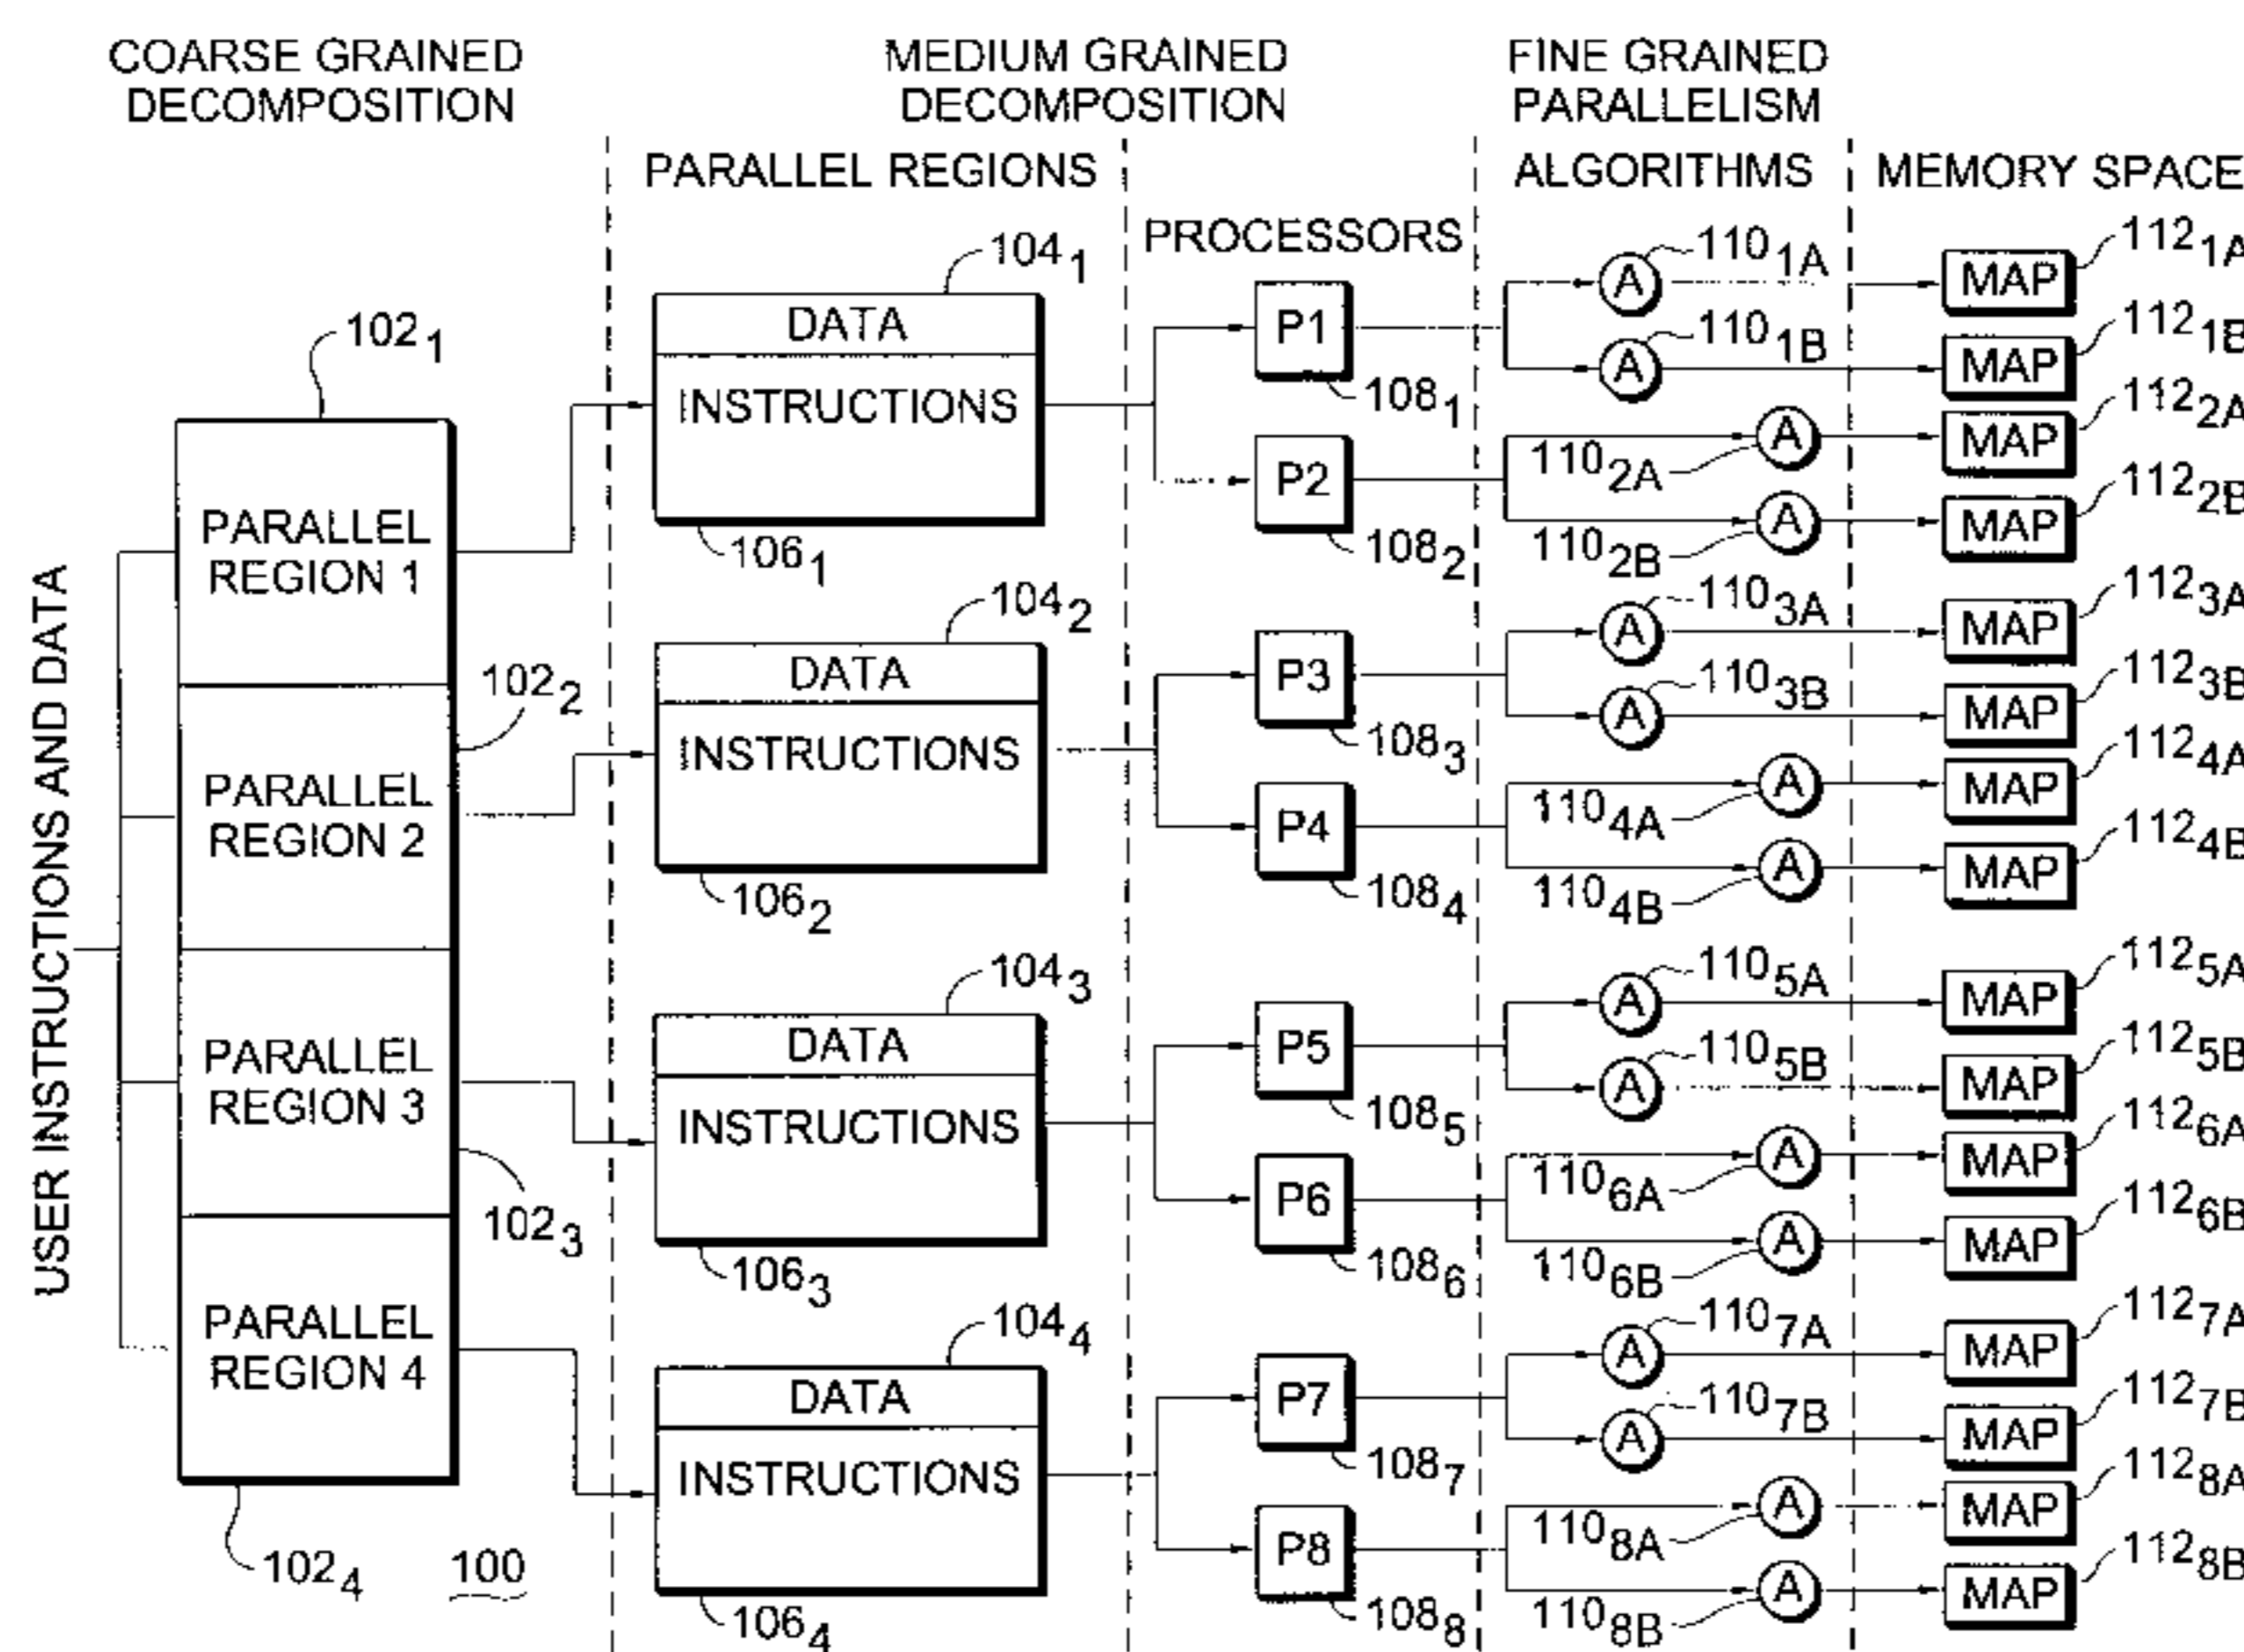 COARSE GRAINED
DECOMPOSITION
MEDIUM GRAINED
DECOMPOSITION
FINE GRAINED
PARALLELISM
PARALLEL REGIONS
PROCESSORS
ALGORITHMS
MEMORY SPACE
USER INSTRUCTIONS AND DATA
102 1
PARALLEL
REGION 1
102 2
PARALLEL
REGION 2
PARALLEL
REGION 3
102 3
PARALLEL
REGION 4
102 4
100
104 1
DATA
INSTRUCTIONS
106 1
104 2
DATA
INSTRUCTIONS
106 2
104 3
DATA
INSTRUCTIONS
106 3
104 4
DATA
INSTRUCTIONS
106 4
P1
108 1
P2
108 2
P3
108 3
P4
108 4
P5
108 5
P6
108 6
P7
108 7
P8
108 8
A 110 1A
A 110 1B
110 2A A
110 2B A
A 110 3A
A 110 3B
110 4A A
110 4B A
A 110 5A
A 110 5B
110 6A A
110 6B A
A 110 7A
A 110 7B
110 8A A
110 8B A
MAP 112 1A
MAP 112 1B
MAP 112 2A
MAP 112 2B
MAP 112 3A
MAP 112 3B
MAP 112 4A
MAP 112 4B
MAP 112 5A
MAP 112 5B
MAP 112 6A
MAP 112 6B
MAP 112 7A
MAP 112 7B
MAP 112 8A
MAP 112 8B